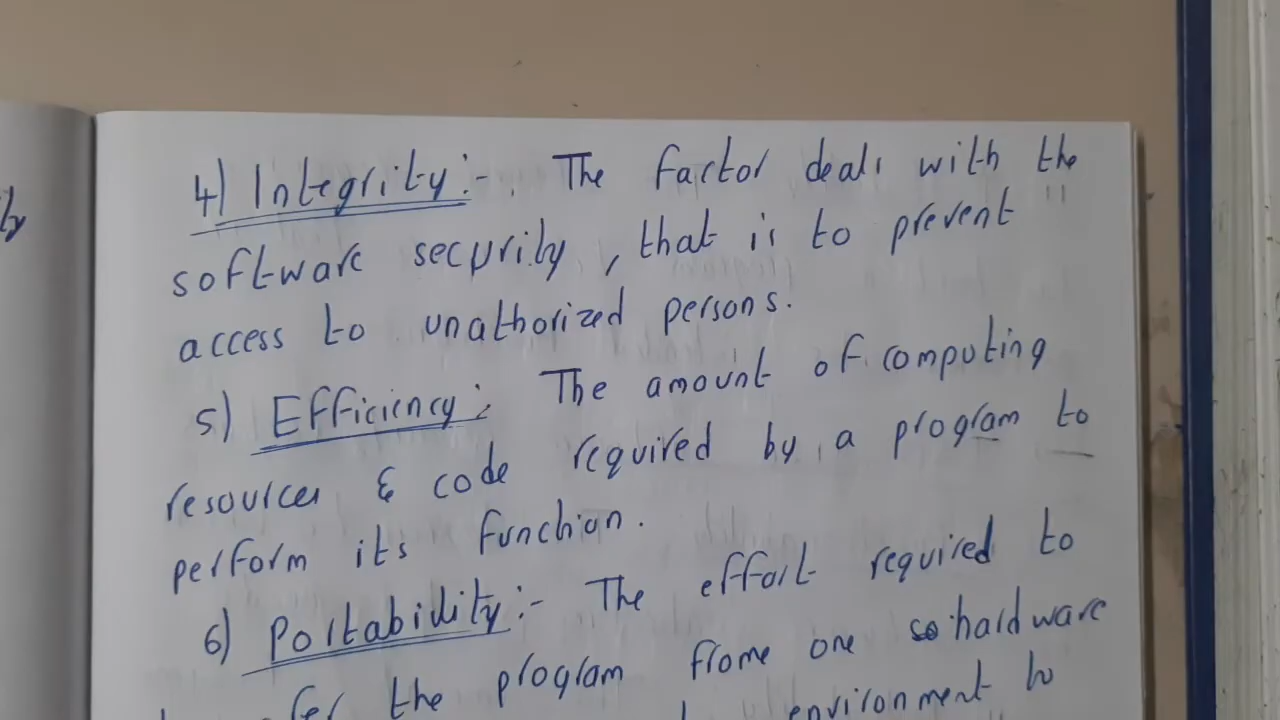 4) Integrity:- The factor deals with the
software security, that is to prevent
access to unathorized persons.
5) Efficiency: The amount of computing
resources & code required by a program to
perform its function.
6) Portability:- The effort required to
the program frome one so hardware
environment to